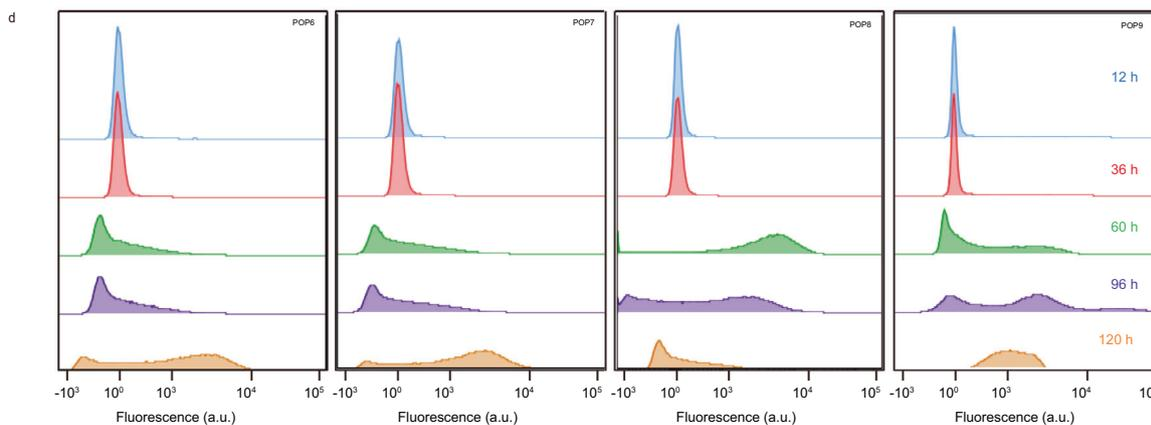 d
POP6
POP7
POP8
POP9
12 h
36 h
60 h
96 h
120 h
-10³ 10⁰ 10³ 10⁴ 10⁵
-10³ 10⁰ 10³ 10⁴ 10⁵
-10³ 10⁰ 10³ 10⁴ 10⁵
-10³ 10⁰ 10³ 10⁴ 10
Fluorescence (a.u.)
Fluorescence (a.u.)
Fluorescence (a.u.)
Fluorescence (a.u.)